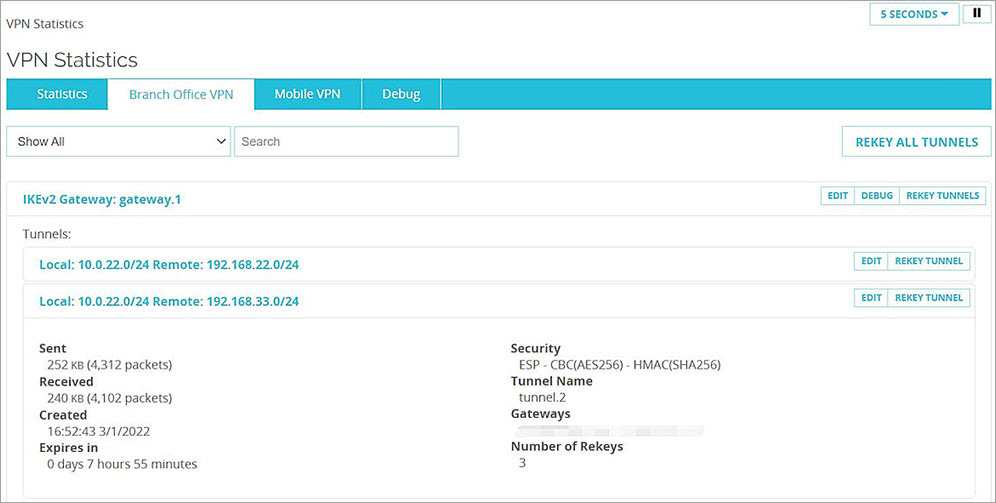 VPN Statistics
5 SECONDS
VPN Statistics
Statistics
Branch Office VPN
Mobile VPN
Debug
Show All
Search
REKEY ALL TUNNELS
IKEv2 Gateway: gateway.1
EDIT
DEBUG
REKEY TUNNELS
Tunnels:
Local: 10.0.22.0/24 Remote: 192.168.22.0/24
EDIT
REKEY TUNNEL
Local: 10.0.22.0/24 Remote: 192.168.33.0/24
EDIT
REKEY TUNNEL
Sent
252 KB (4,312 packets)
Received
240 KB (4,102 packets)
Created
16:52:43 3/1/2022
Expires in
0 days 7 hours 55 minutes
Security
ESP - CBC(AES256) - HMAC(SHA256)
Tunnel Name
tunnel.2
Gateways
Number of Rekeys
3